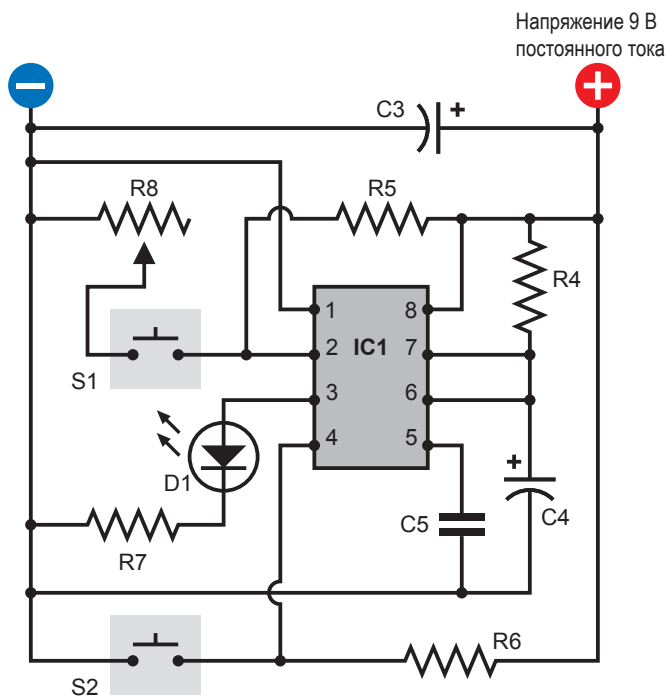 Напряжение 9 В
постоянного тока
C3
+
R8
R5
R4
1
8
2
IC1
7
S1
3
6
4
5
D1
+
C5
C4
R7
R6
S2